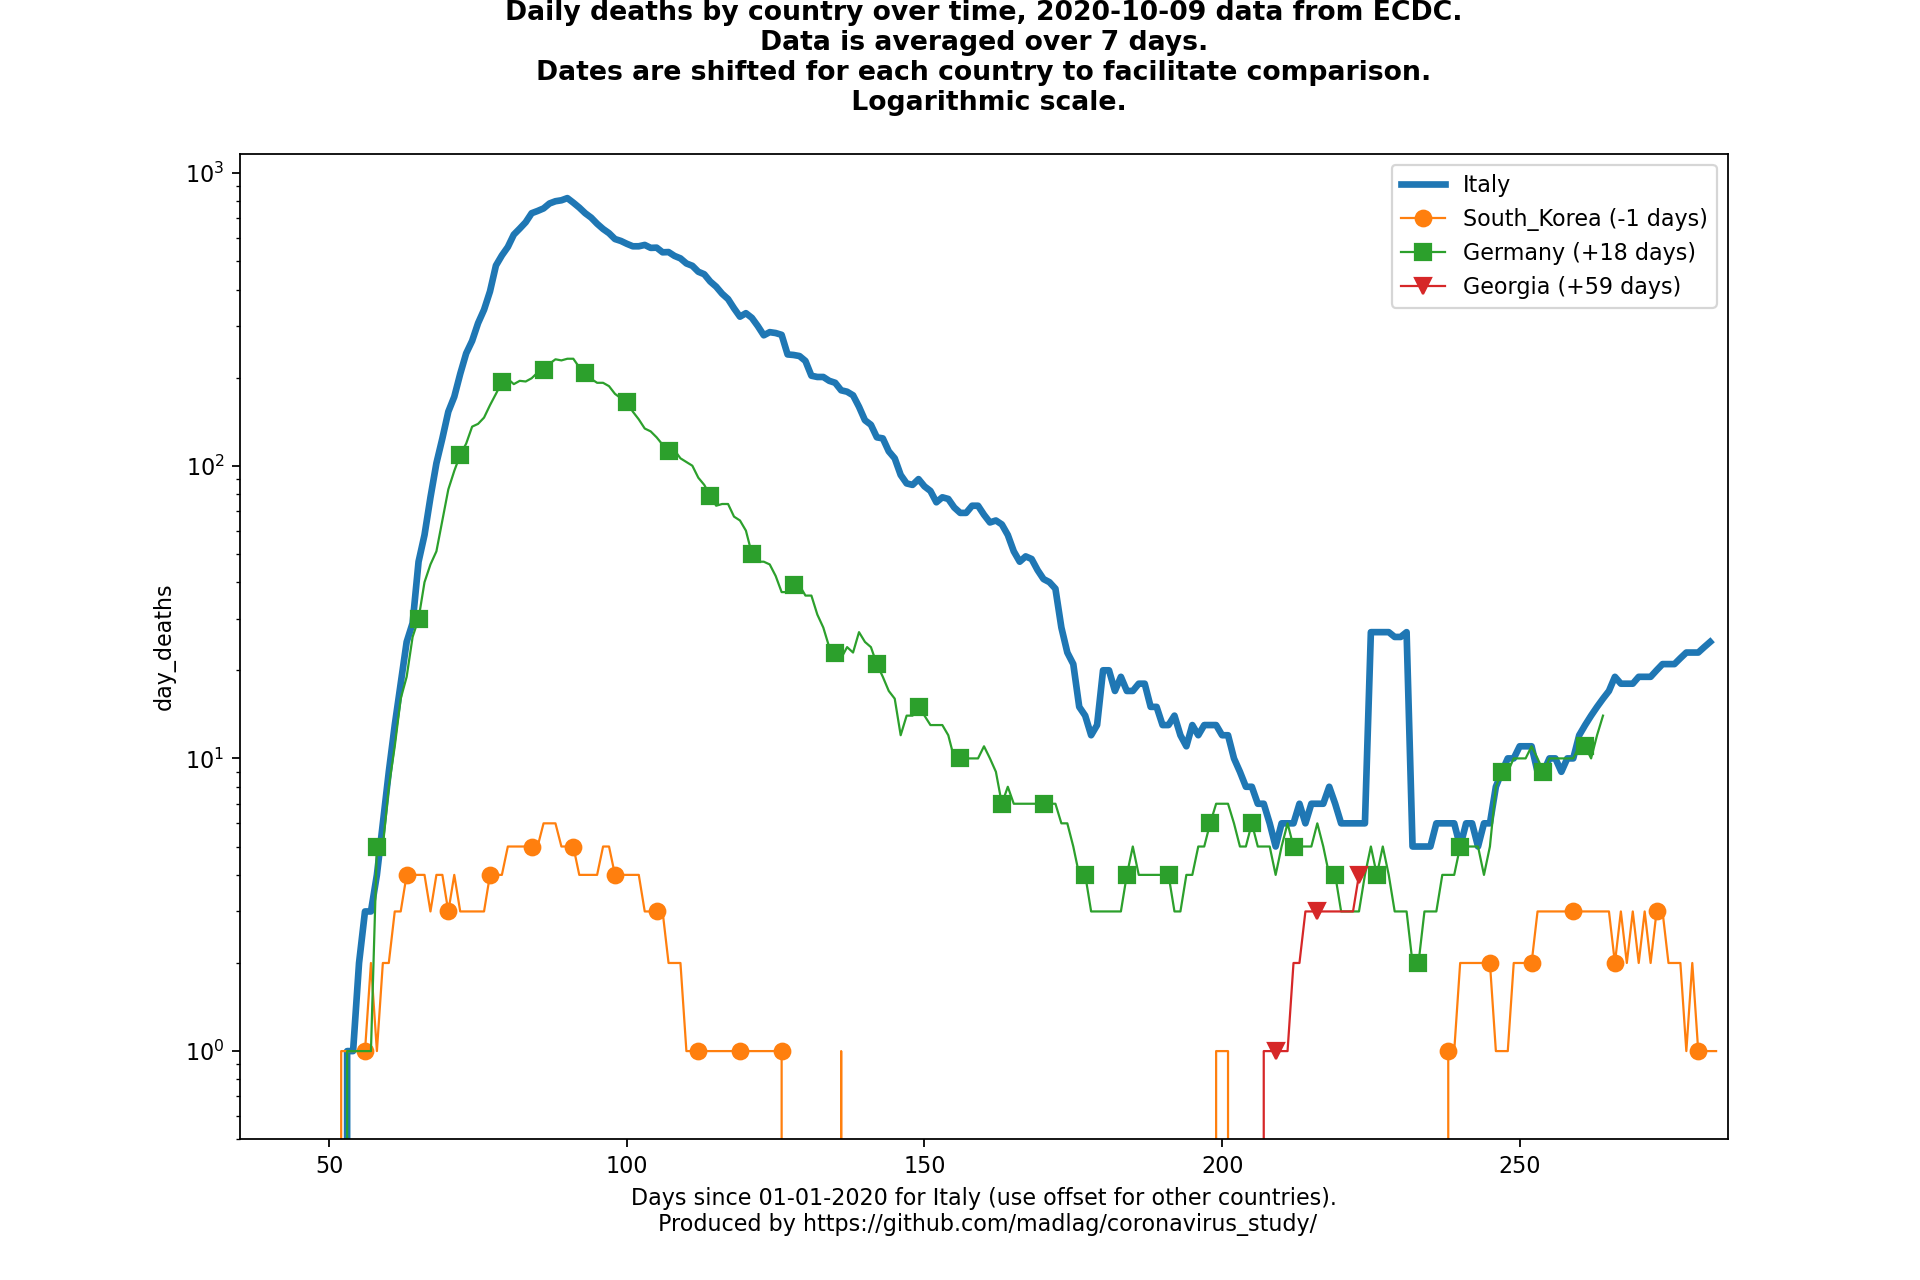 Daily deaths by country over time, 2020-10-09 data from ECDC.
Data is averaged over 7 days.
Dates are shifted for each country to facilitate comparison.
Logarithmic scale.
10³
10²
10¹
10⁰
day_deaths
Italy
South_Korea (-1 days)
Germany (+18 days)
Georgia (+59 days)
50 100 150 200 250
Days since 01-01-2020 for Italy (use offset for other countries).
Produced by https://github.com/madlag/coronavirus_study/